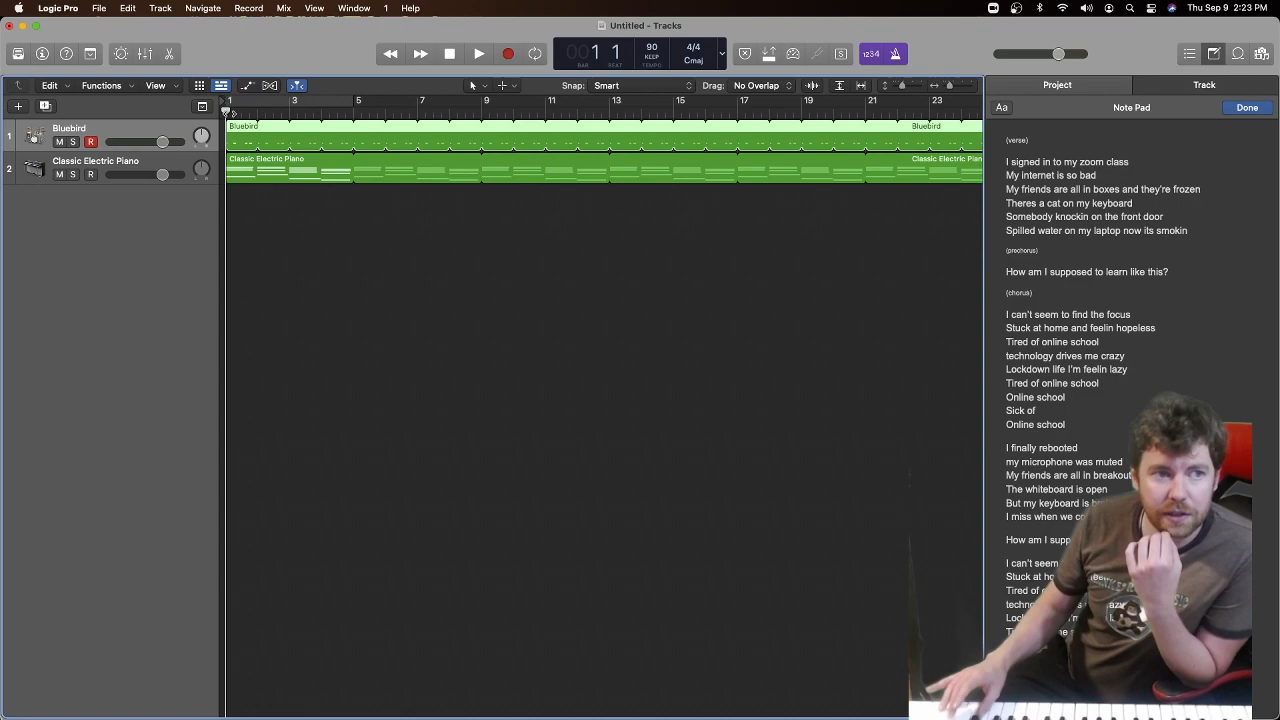 Logic Pro File Edit Track Navigate Record Mix View Window 1 Help
Thu Sep 9 2:23 PM
Untitled - Tracks
1 1
BAR BEAT
90
KEEP
TEMPO
4/4
Cmaj
1234
Edit Functions View
Snap: Smart
Drag: No Overlap
Project Track
Aa Note Pad Done
1 3 5 7 9 11 13 15 17 19 21 23
1 Bluebird
M S R
Bluebird Bluebird
2 Classic Electric Piano
M S R
Classic Electric Piano Classic Electric Pian
(verse)
I signed in to my zoom class
My internet is so bad
My friends are all in boxes and they're frozen
Theres a cat on my keyboard
Somebody knockin on the front door
Spilled water on my laptop now its smokin
(prechorus)
How am I supposed to learn like this?
(chorus)
I can't seem to find the focus
Stuck at home and feelin hopeless
Tired of online school
technology drives me crazy
Lockdown life I'm feelin lazy
Tired of online school
Online school
Sick of
Online school
I finally rebooted
my microphone was muted
My friends are all in breakout
The whiteboard is open
But my keyboard is
I miss when we
How am I supp
I can't seem
Stuck at
Tired of